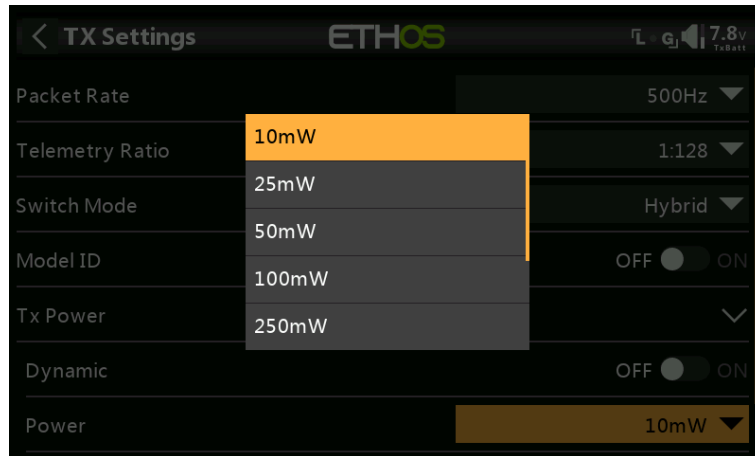 TX Settings
ETHOS
L G 7.8v
TxBatt
Packet Rate
500Hz
Telemetry Ratio
1:128
Switch Mode
Hybrid
Model ID
OFF ON
Tx Power
Dynamic
OFF ON
Power
10mW
10mW
25mW
50mW
100mW
250mW